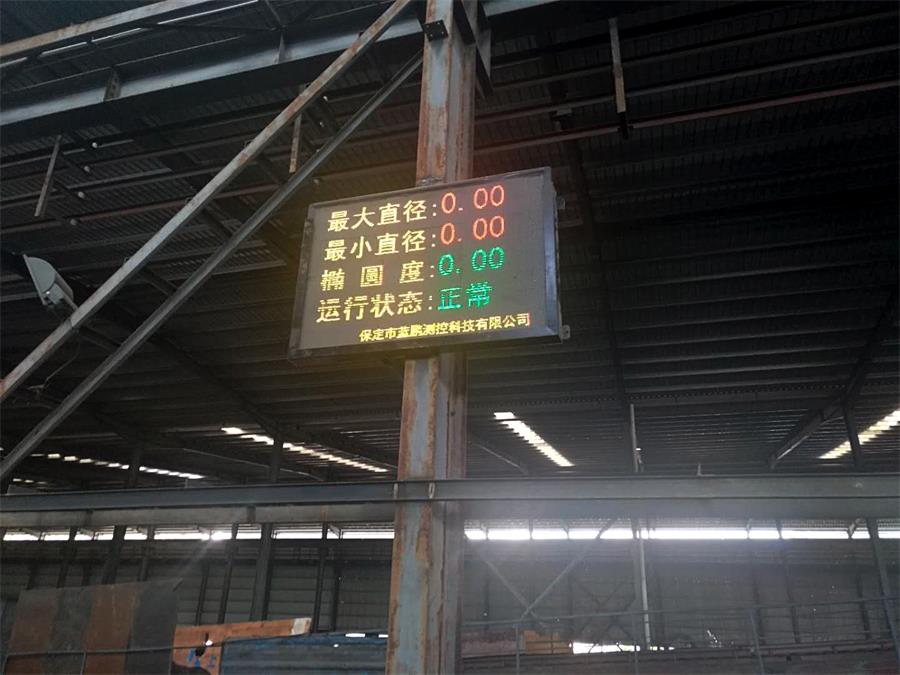 最大直径:0.00
最小直径:0.00
椭圆度:0.00
运行状态:正常
保定市蓝鹏测控科技有限公司